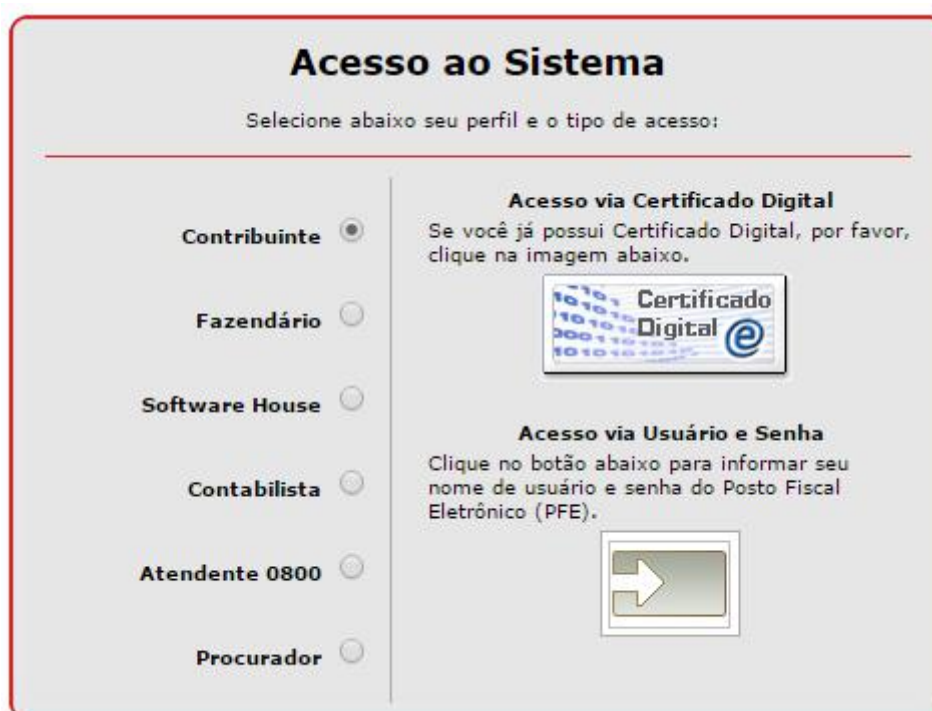 Acesso ao Sistema
Selecione abaixo seu perfil e o tipo de acesso:
Contribuinte
Fazendário
Software House
Contabilista
Atendente 0800
Procurador
Acesso via Certificado Digital
Se você já possui Certificado Digital, por favor,
clique na imagem abaixo.
Certificado
Digital
Acesso via Usuário e Senha
Clique no botão abaixo para informar seu
nome de usuário e senha do Posto Fiscal
Eletrônico (PFE).